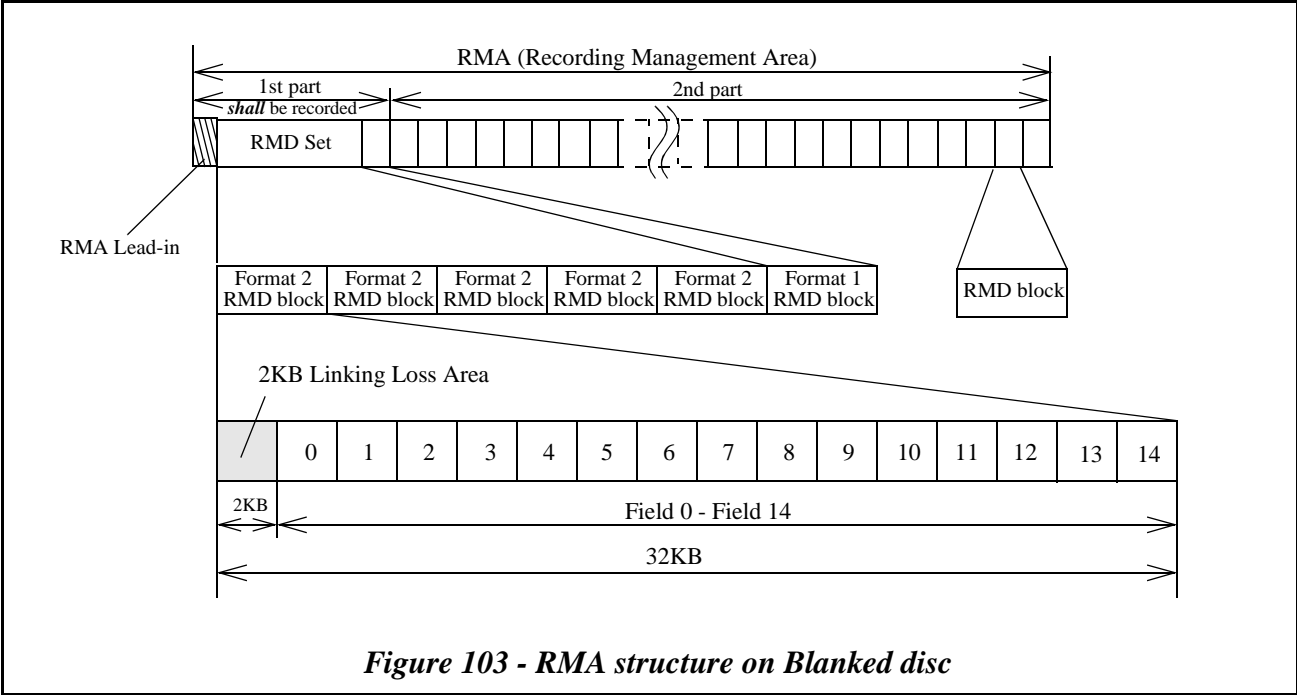 RMA (Recording Management Area)
1st part
shall be recorded
2nd part
RMD Set
RMA Lead-in
Format 2
RMD block
Format 2
RMD block
Format 2
RMD block
Format 2
RMD block
Format 2
RMD block
Format 1
RMD block
RMD block
2KB Linking Loss Area
0 1 2 3 4 5 6 7 8 9 10 11 12 13 14
2KB
Field 0 - Field 14
32KB
Figure 103 - RMA structure on Blanked disc